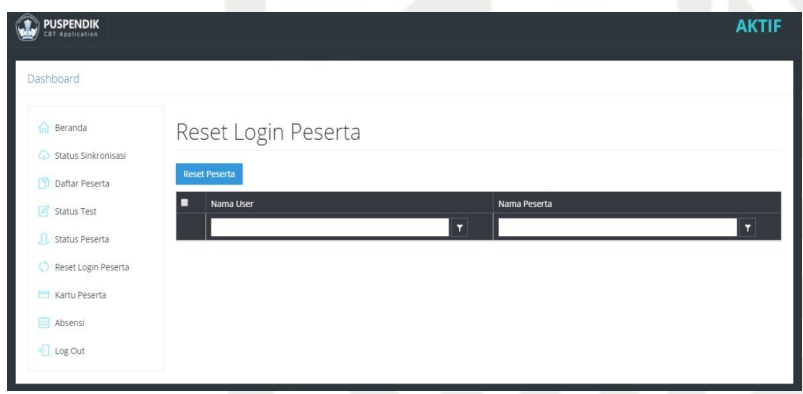 PUSPENDIK
CBT Application
AKTIF
Dashboard
Beranda
Status Sinkronisasi
Daftar Peserta
Status Test
Status Peserta
Reset Login Peserta
Kartu Peserta
Absensi
Log Out
Reset Login Peserta
Reset Peserta
Nama User
Nama Peserta